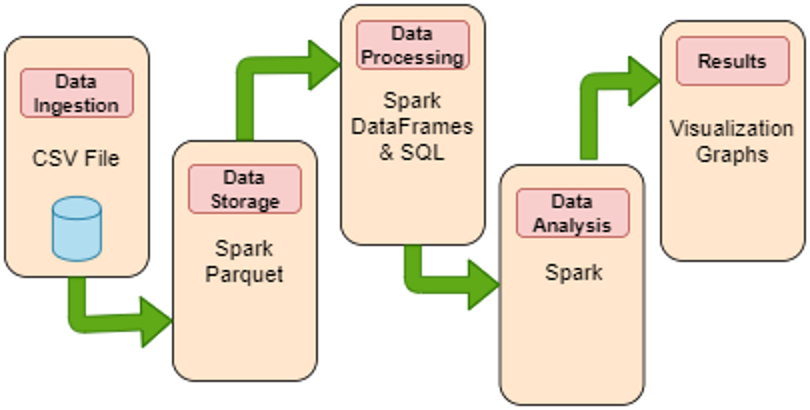 Data
Ingestion
CSV File
Data
Storage
Spark
Parquet
Data
Processing
Spark
DataFrames
& SQL
Data
Analysis
Spark
Results
Visualization
Graphs